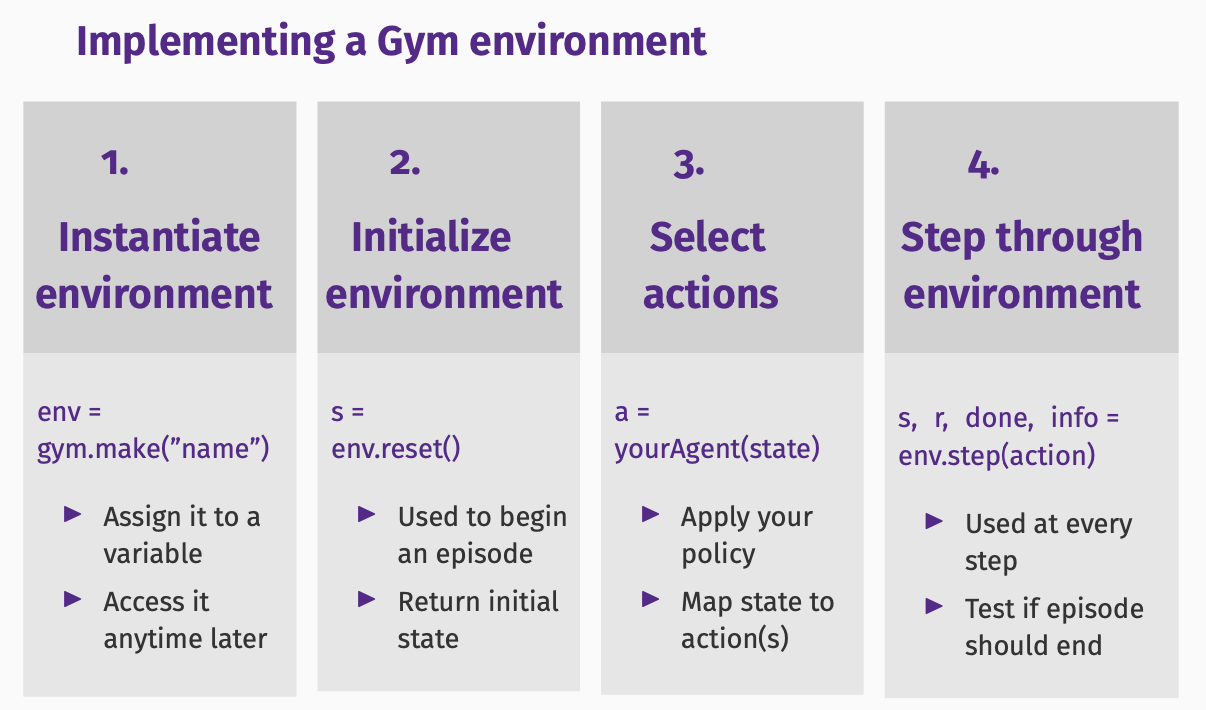 Implementing a Gym environment
1.
Instantiate
environment
env =
gym.make(”name”)
► Assign it to a
variable
► Access it
anytime later
2.
Initialize
environment
s =
env.reset()
► Used to begin
an episode
► Return initial
state
3.
Select
actions
a =
yourAgent(state)
► Apply your
policy
► Map state to
action(s)
4.
Step through
environment
s, r, done, info =
env.step(action)
► Used at every
step
► Test if episode
should end